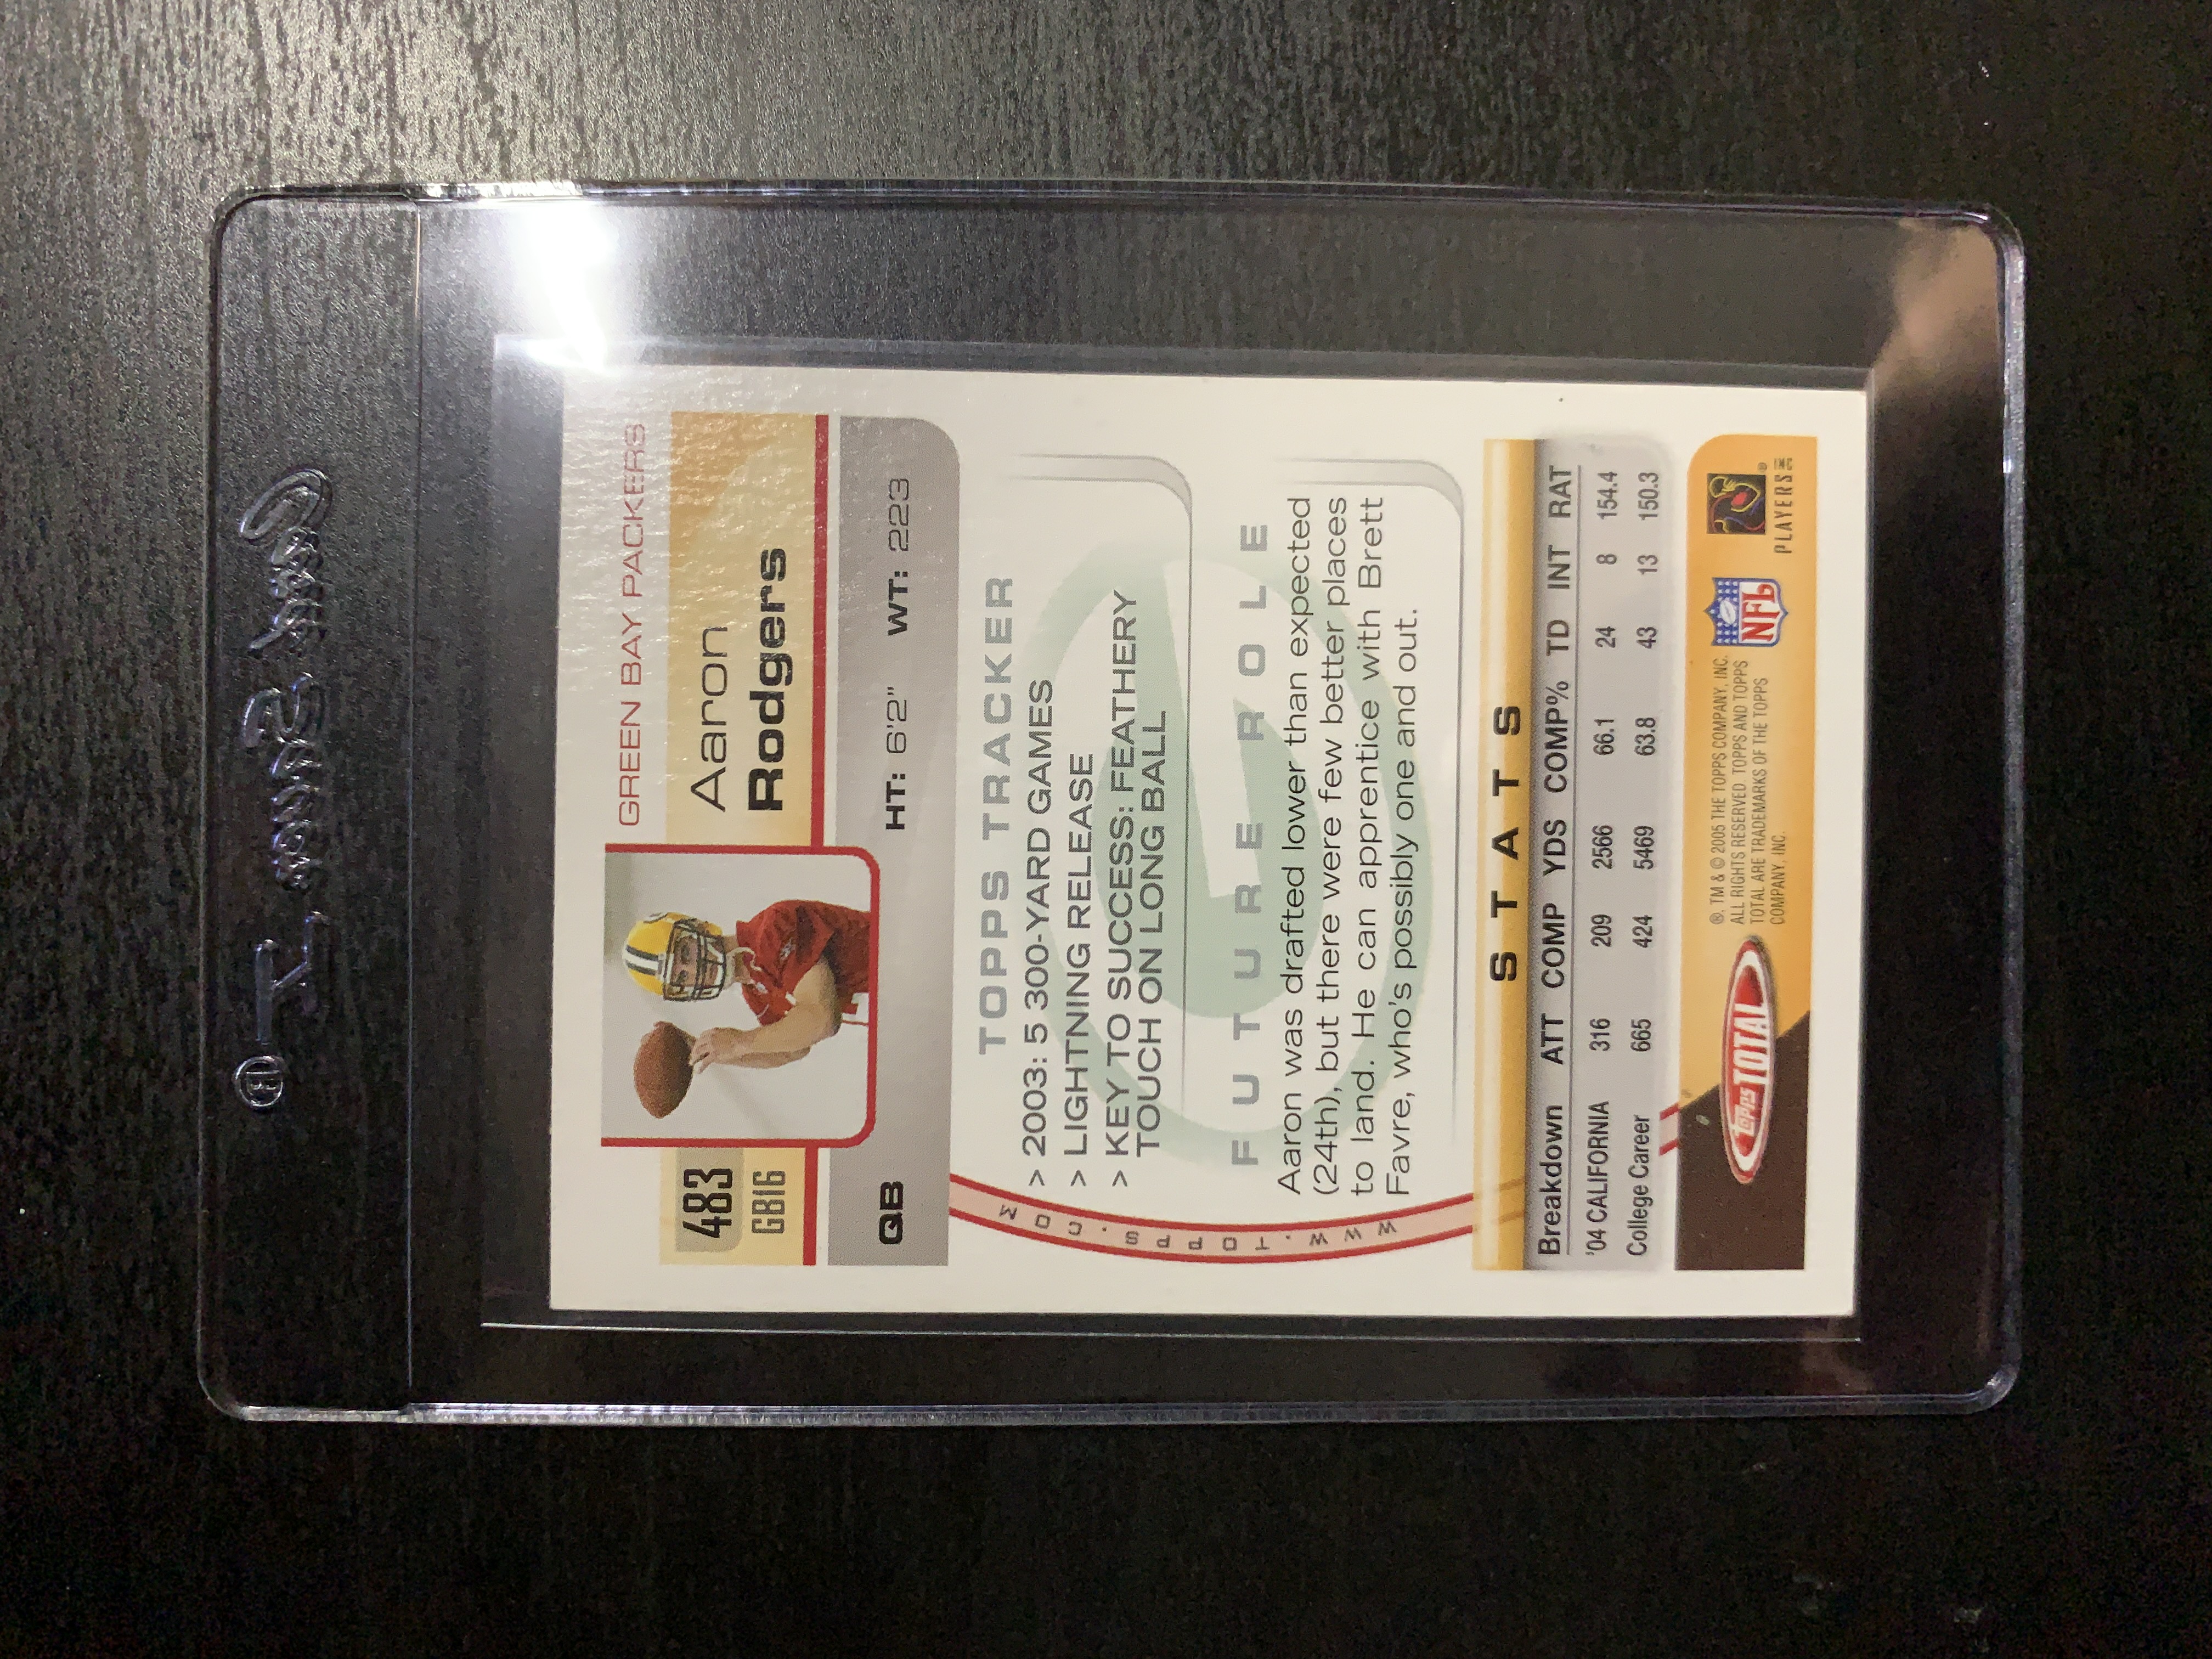 Card Saver I®
GREEN BAY PACKERS
483
GB16
Aaron
Rodgers
QB
HT: 6'2" WT: 223
WWW.TOPPS.COM
TOPPS TRACKER
> 2003: 5 300-YARD GAMES
> LIGHTNING RELEASE
> KEY TO SUCCESS: FEATHERY
TOUCH ON LONG BALL
FUTURE ROLE
Aaron was drafted lower than expected
(24th), but there were few better places
to land. He can apprentice with Brett
Favre, who's possibly one and out.
STATS
Breakdown ATT COMP YDS COMP% TD INT RAT
'04 CALIFORNIA 316 209 2566 66.1 24 8 154.4
College Career 665 424 5469 63.8 43 13 150.3
Topps TOTAL
®, TM & © 2005 THE TOPPS COMPANY, INC.
ALL RIGHTS RESERVED. TOPPS AND TOPPS
TOTAL ARE TRADEMARKS OF THE TOPPS
COMPANY, INC.
NFL
PLAYERS INC ®